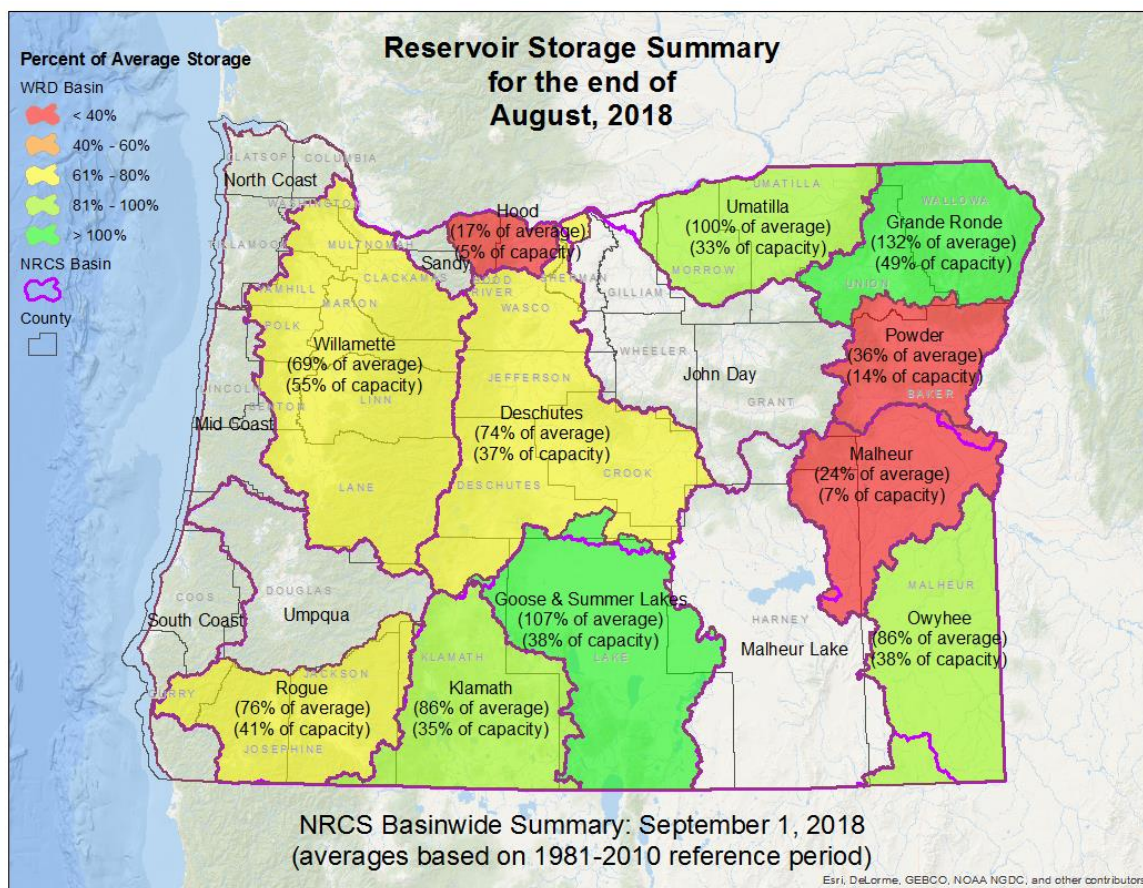 Reservoir Storage Summary
for the end of
August, 2018
Percent of Average Storage
WRD Basin
< 40%
40% - 60%
61% - 80%
81% - 100%
> 100%
NRCS Basin
County
CLATSOP
COLUMBIA
North Coast
WASHINGTON
TILLAMOOK
MULTNOMAH
Hood
(17% of average)
(5% of capacity)
HOOD
RIVER
Sandy
CLACKAMAS
SHERMAN
UMATILLA
Umatilla
(100% of average)
(33% of capacity)
MORROW
WALLOWA
Grande Ronde
(132% of average)
(49% of capacity)
UNION
YAMHILL
MARION
POLK
WASCO
GILLIAM
Willamette
(69% of average)
(55% of capacity)
LINCOLN
BENTON
LINN
Mid Coast
JEFFERSON
WHEELER
John Day
GRANT
Powder
(36% of average)
(14% of capacity)
BAKER
Deschutes
(74% of average)
(37% of capacity)
CROOK
DESCHUTES
LANE
Malheur
(24% of average)
(7% of capacity)
COOS
South Coast
DOUGLAS
Umpqua
Goose & Summer Lakes
(107% of average)
(38% of capacity)
LAKE
HARNEY
Malheur Lake
MALHEUR
Owyhee
(86% of average)
(38% of capacity)
CURRY
JACKSON
Rogue
(76% of average)
(41% of capacity)
JOSEPHINE
KLAMATH
Klamath
(86% of average)
(35% of capacity)
NRCS Basinwide Summary: September 1, 2018
(averages based on 1981-2010 reference period)
Esri, DeLorme, GEBCO, NOAA NGDC, and other contributors